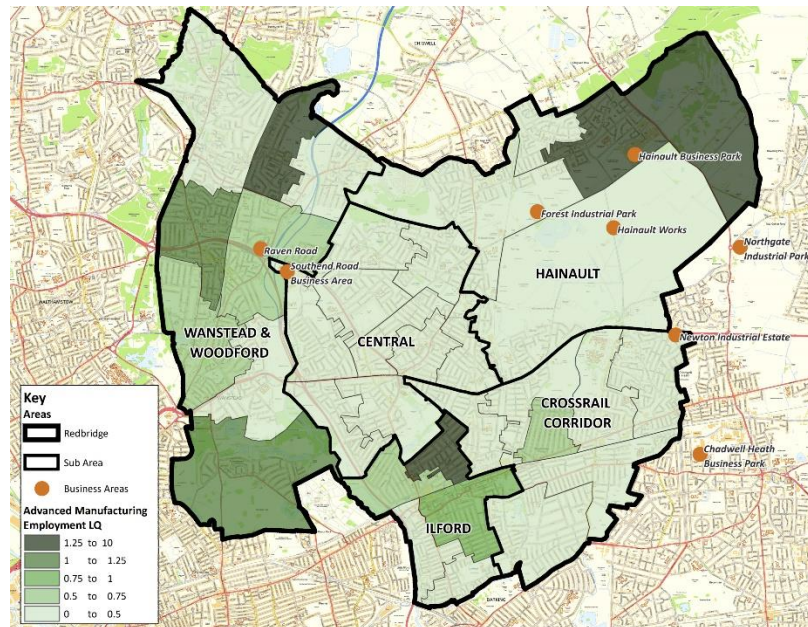 CHIGWELL
Hainault Business Park
Forest Industrial Park
Hainault Works
Northgate
Industrial Park
HAINAULT
Raven Road
Southend Road
Business Area
WANSTEAD &
WOODFORD
CENTRAL
Newton Industrial Estate
CROSSRAIL
CORRIDOR
Chadwell Heath
Business Park
ILFORD
WALTHAMSTOW
BARKING
Key
Areas
Redbridge
Sub Area
Business Areas
Advanced Manufacturing
Employment LQ
1.25 to 10
1 to 1.25
0.75 to 1
0.5 to 0.75
0 to 0.5